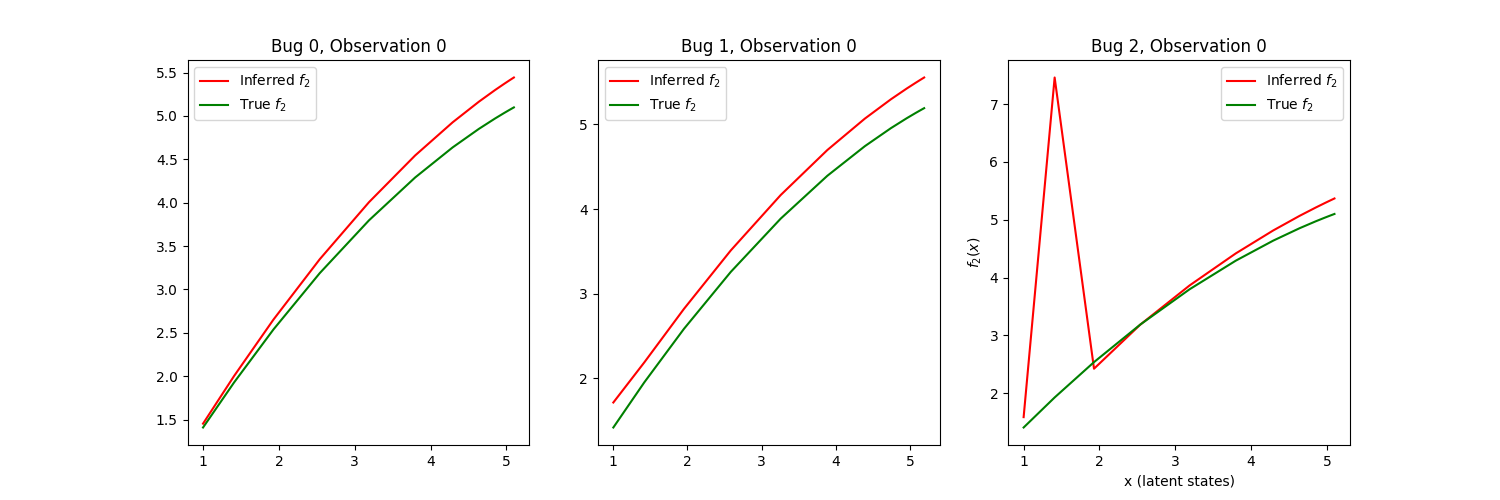 Bug 0, Observation 0
Inferred f₂
True f₂
5.5
5.0
4.5
4.0
3.5
3.0
2.5
2.0
1.5
1 2 3 4 5
Bug 1, Observation 0
Inferred f₂
True f₂
5
4
3
2
1 2 3 4 5
Bug 2, Observation 0
Inferred f₂
True f₂
f₂(x)
7
6
5
4
3
2
1 2 3 4 5
x (latent states)